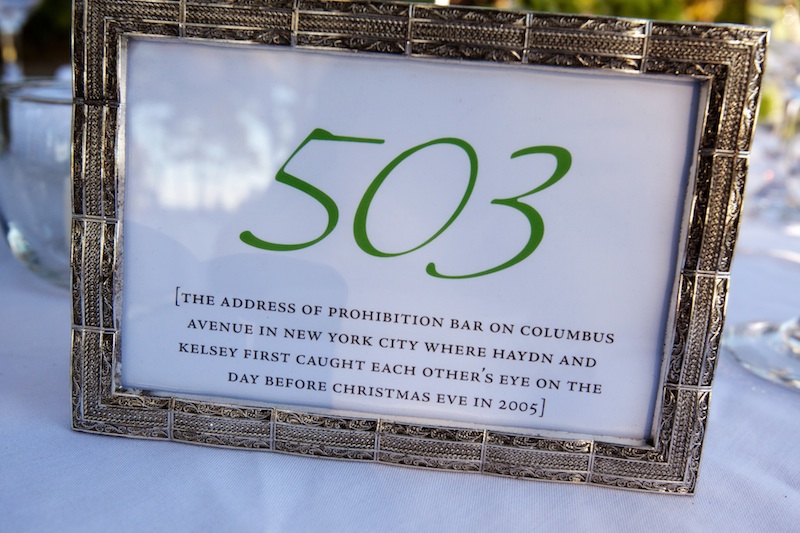 503
[THE ADDRESS OF PROHIBITION BAR ON COLUMBUS
AVENUE IN NEW YORK CITY WHERE HAYDN AND
KELSEY FIRST CAUGHT EACH OTHER'S EYE ON THE
DAY BEFORE CHRISTMAS EVE IN 2005]